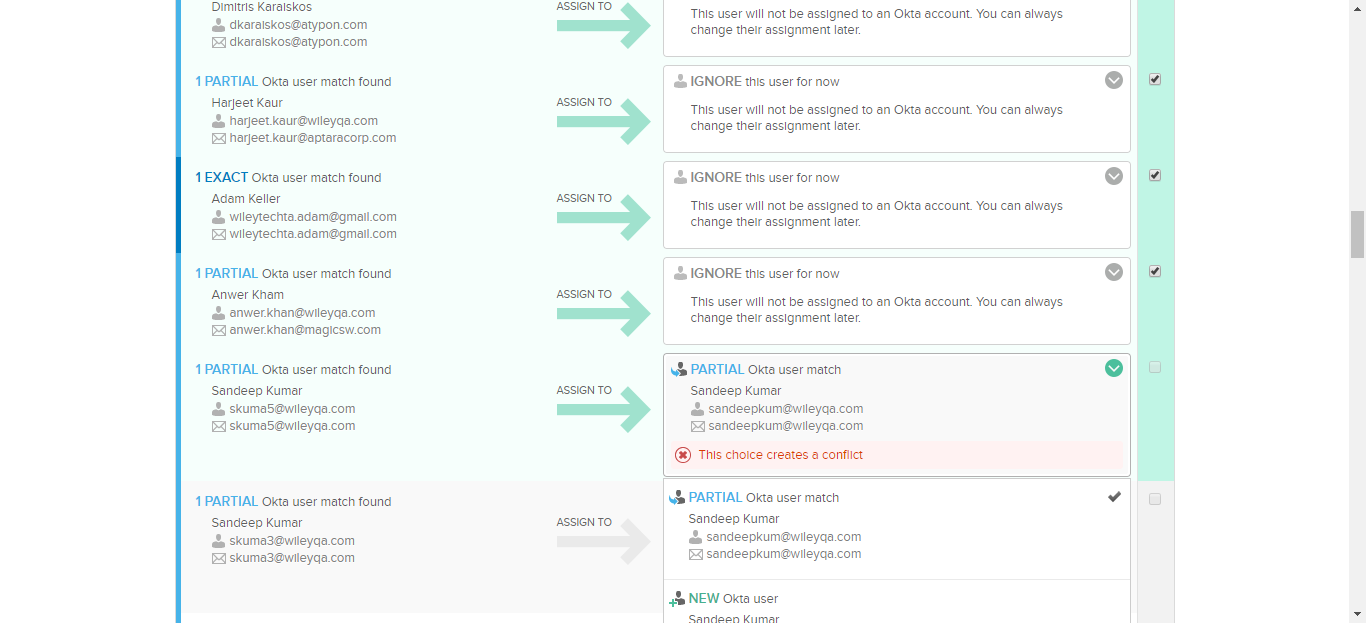 Dimitris Karaiskos
dkaraiskos@atypon.com
dkaraiskos@atypon.com
ASSIGN TO
This user will not be assigned to an Okta account. You can always
change their assignment later.
1 PARTIAL Okta user match found
Harjeet Kaur
harjeet.kaur@wileyqa.com
harjeet.kaur@aptaracorp.com
ASSIGN TO
IGNORE this user for now
This user will not be assigned to an Okta account. You can always
change their assignment later.
1 EXACT Okta user match found
Adam Keller
wileytechta.adam@gmail.com
wileytechta.adam@gmail.com
ASSIGN TO
IGNORE this user for now
This user will not be assigned to an Okta account. You can always
change their assignment later.
1 PARTIAL Okta user match found
Anwer Kham
anwer.khan@wileyqa.com
anwer.khan@magicsw.com
ASSIGN TO
IGNORE this user for now
This user will not be assigned to an Okta account. You can always
change their assignment later.
1 PARTIAL Okta user match found
Sandeep Kumar
skuma5@wileyqa.com
skuma5@wileyqa.com
ASSIGN TO
PARTIAL Okta user match
Sandeep Kumar
sandeepkum@wileyqa.com
sandeepkum@wileyqa.com
This choice creates a conflict
1 PARTIAL Okta user match found
Sandeep Kumar
skuma3@wileyqa.com
skuma3@wileyqa.com
ASSIGN TO
PARTIAL Okta user match
Sandeep Kumar
sandeepkum@wileyqa.com
sandeepkum@wileyqa.com
NEW Okta user
Sandeep Kumar